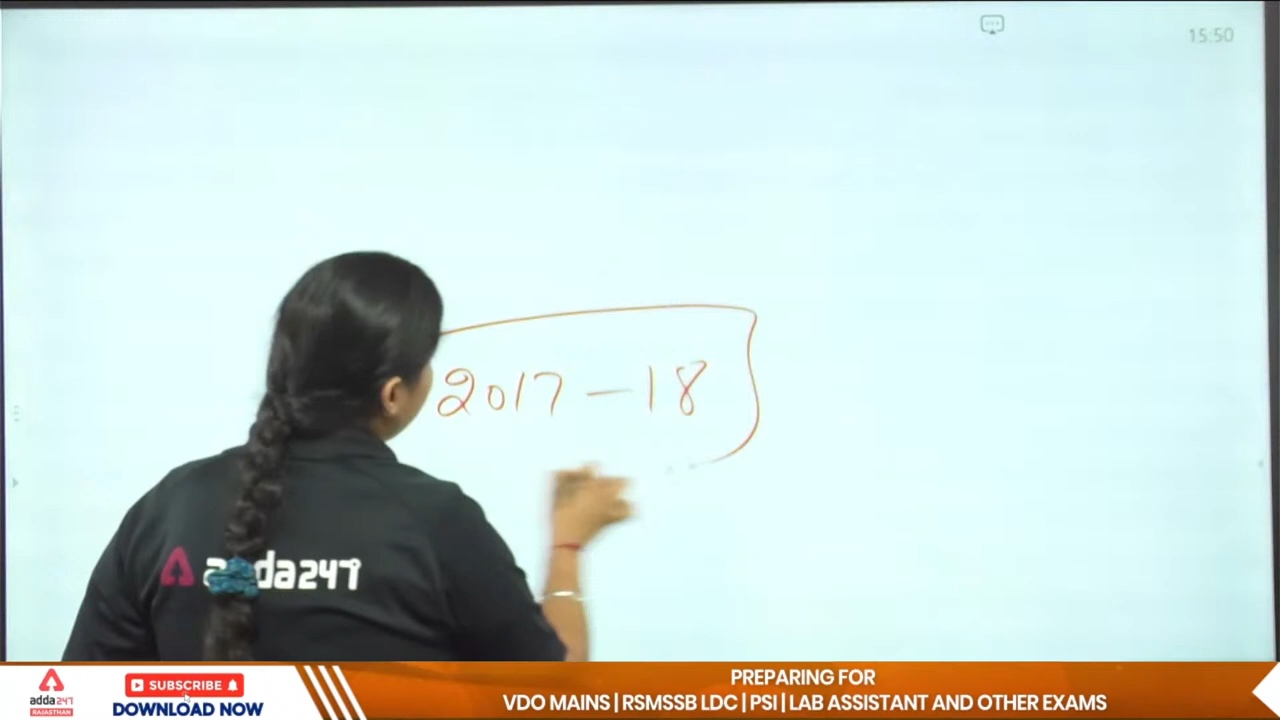 15:50
2017 - 18
adda247
adda247
RAJASTHAN
SUBSCRIBE
DOWNLOAD NOW
PREPARING FOR
VDO MAINS | RSMSSB LDC | PSI | LAB ASSISTANT AND OTHER EXAMS